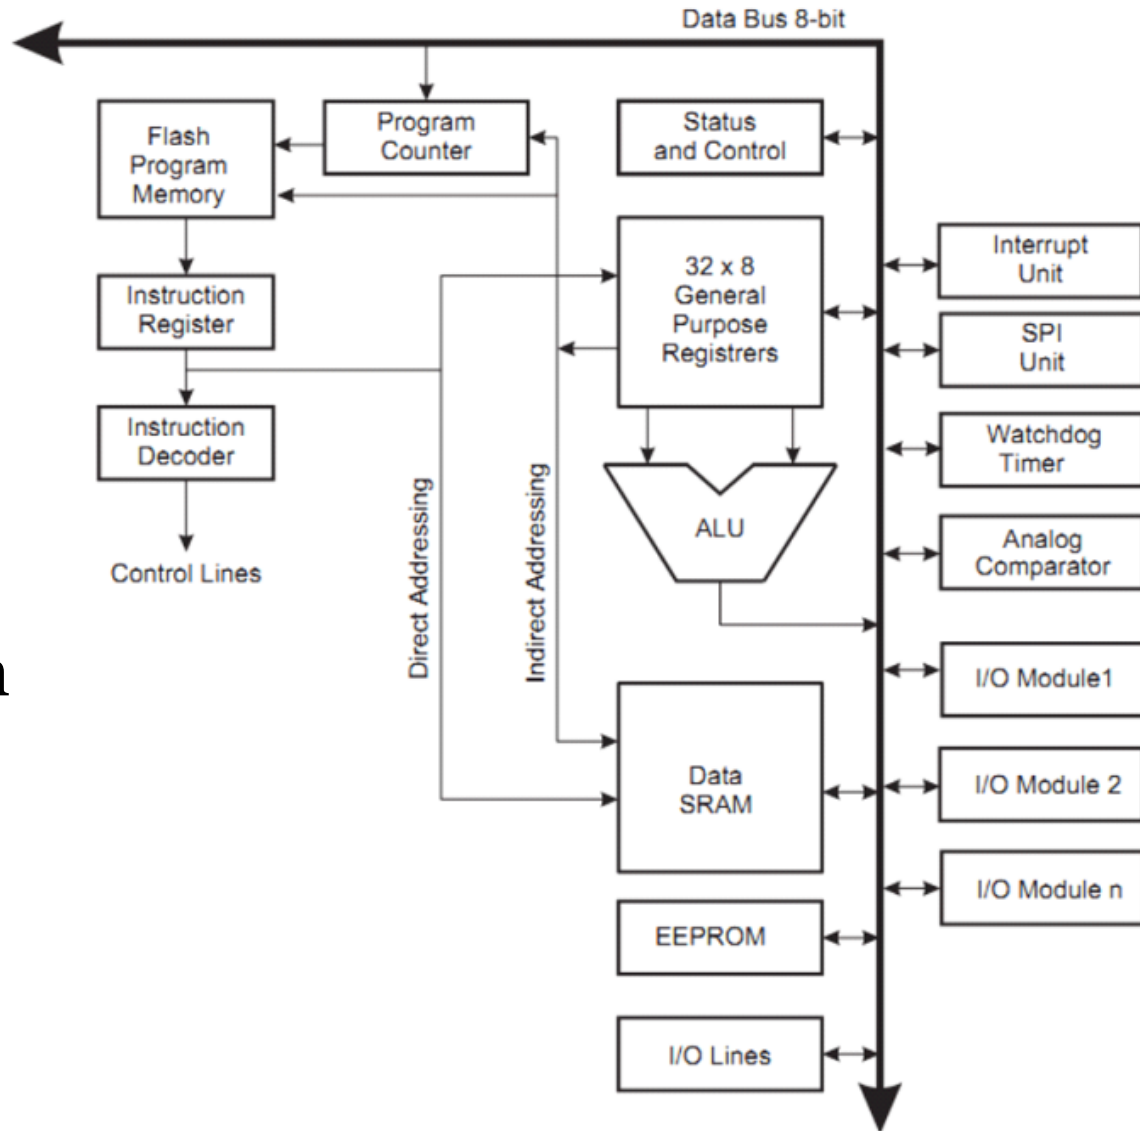 Data Bus 8-bit
Flash
Program
Memory
Program
Counter
Status
and Control
Instruction
Register
32 x 8
General
Purpose
Registrers
Interrupt
Unit
SPI
Unit
Instruction
Decoder
Watchdog
Timer
Control Lines
Direct Addressing
Indirect Addressing
ALU
Analog
Comparator
I/O Module1
Data
SRAM
I/O Module 2
I/O Module n
EEPROM
I/O Lines